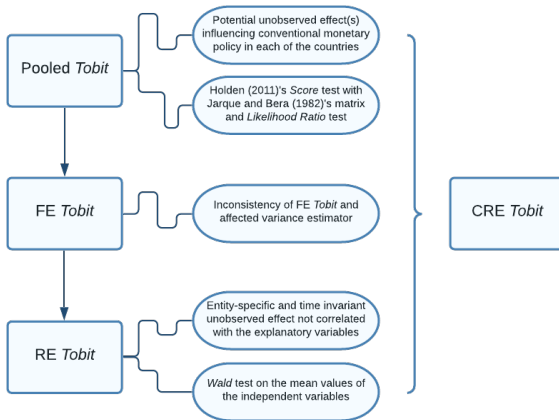 Pooled Tobit
Potential unobserved effect(s)
influencing conventional monetary
policy in each of the countries
Holden (2011)'s Score test with
Jarque and Bera (1982)'s matrix
and Likelihood Ratio test
FE Tobit
Inconsistency of FE Tobit and
affected variance estimator
CRE Tobit
RE Tobit
Entity-specific and time invariant
unobserved effect not correlated
with the explanatory variables
Wald test on the mean values of
the independent variables